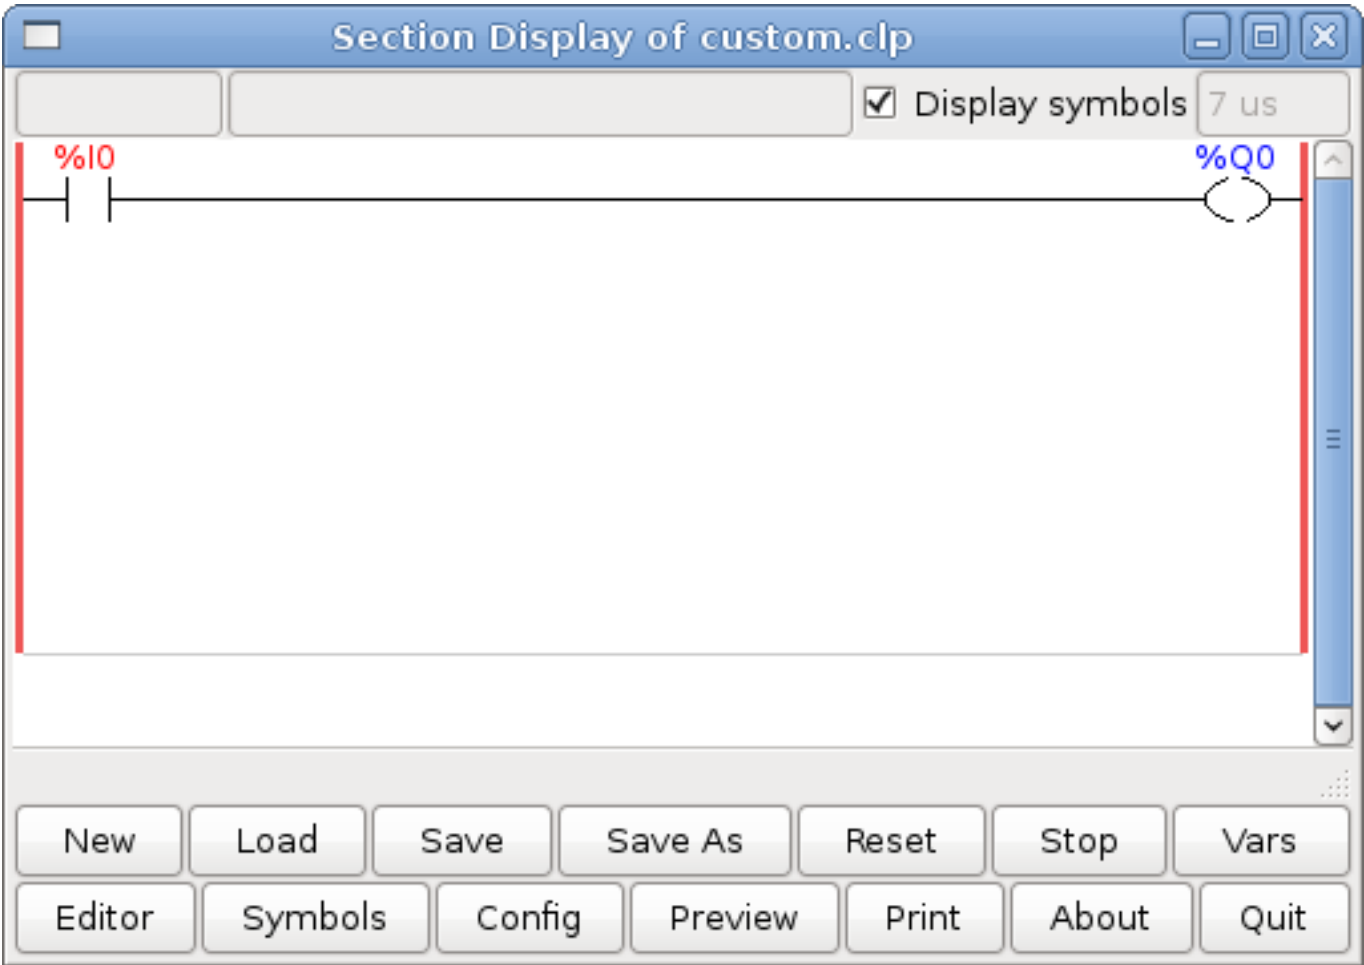 Section Display of custom.clp
Display symbols 7 us
%I0 %Q0
New Load Save Save As Reset Stop Vars
Editor Symbols Config Preview Print About Quit